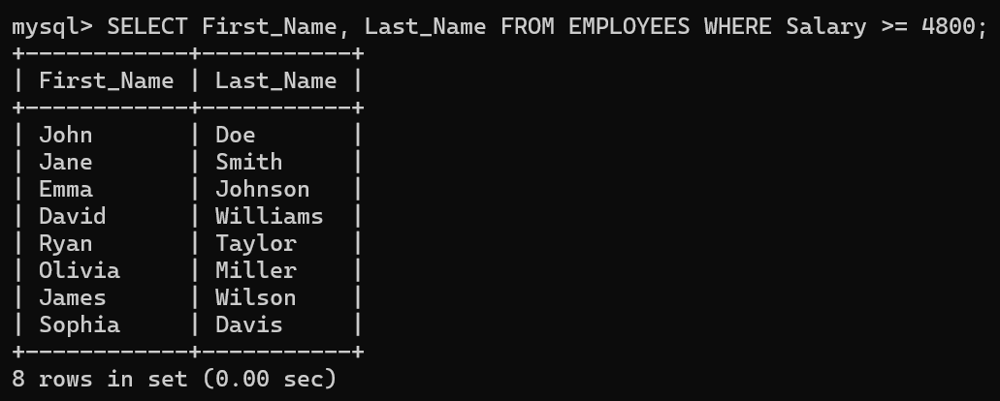 mysql> SELECT First_Name, Last_Name FROM EMPLOYEES WHERE Salary >= 4800;
+------------+-----------+
| First_Name | Last_Name |
+------------+-----------+
| John       | Doe       |
| Jane       | Smith     |
| Emma       | Johnson   |
| David      | Williams  |
| Ryan       | Taylor    |
| Olivia     | Miller    |
| James      | Wilson    |
| Sophia     | Davis     |
+------------+-----------+
8 rows in set (0.00 sec)